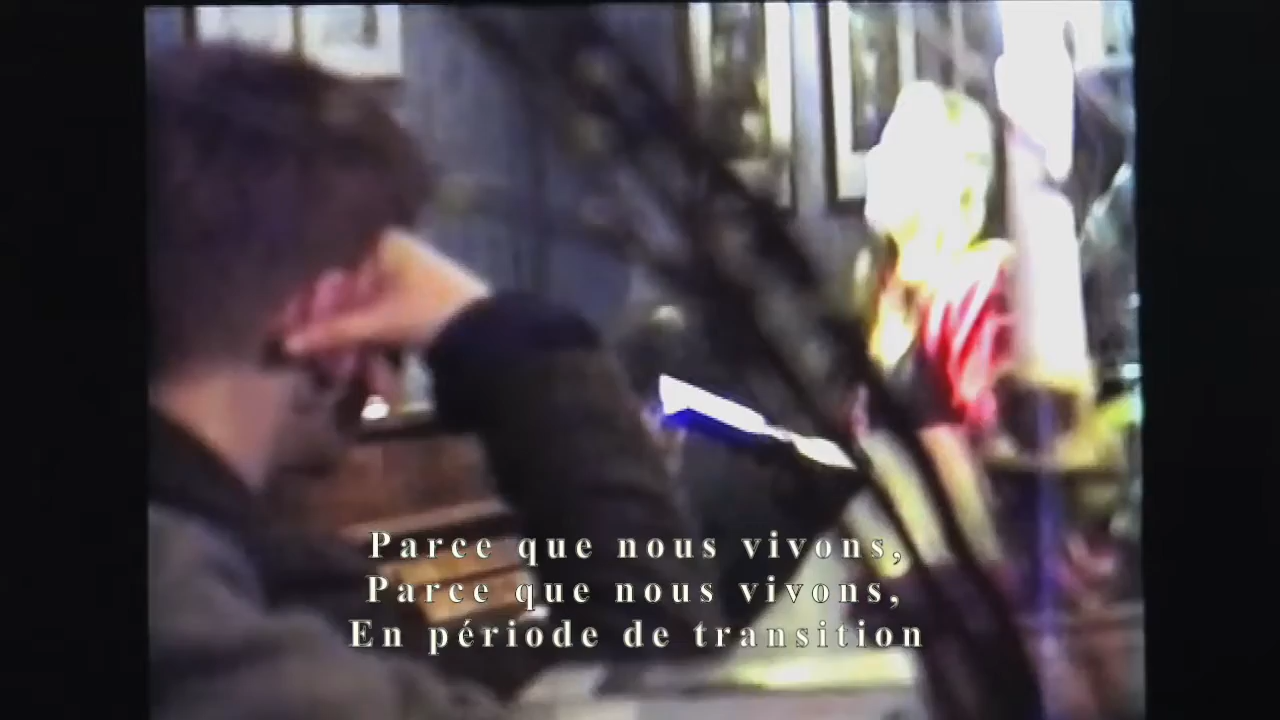 Parce que nous vivons,
Parce que nous vivons,
En période de transition